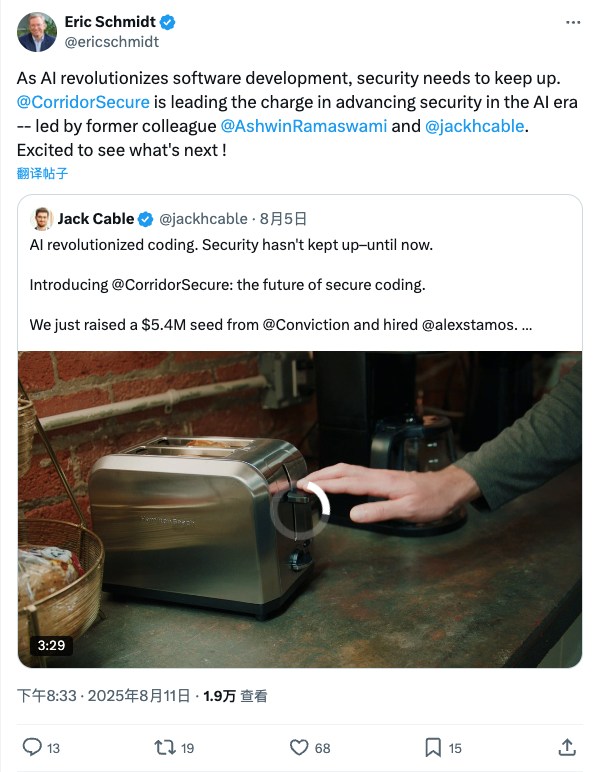 Eric Schmidt
@ericschmidt
As AI revolutionizes software development, security needs to keep up.
@CorridorSecure is leading the charge in advancing security in the AI era
-- led by former colleague @AshwinRamaswami and @jackhcable.
Excited to see what's next !
翻译帖子
Jack Cable @jackhcable · 8月5日
AI revolutionized coding. Security hasn't kept up–until now.
Introducing @CorridorSecure: the future of secure coding.
We just raised a $5.4M seed from @Conviction and hired @alexstamos. ...
Hamilton Beach
3:29
下午8:33 · 2025年8月11日 · 1.9万 查看
13 19 68 15